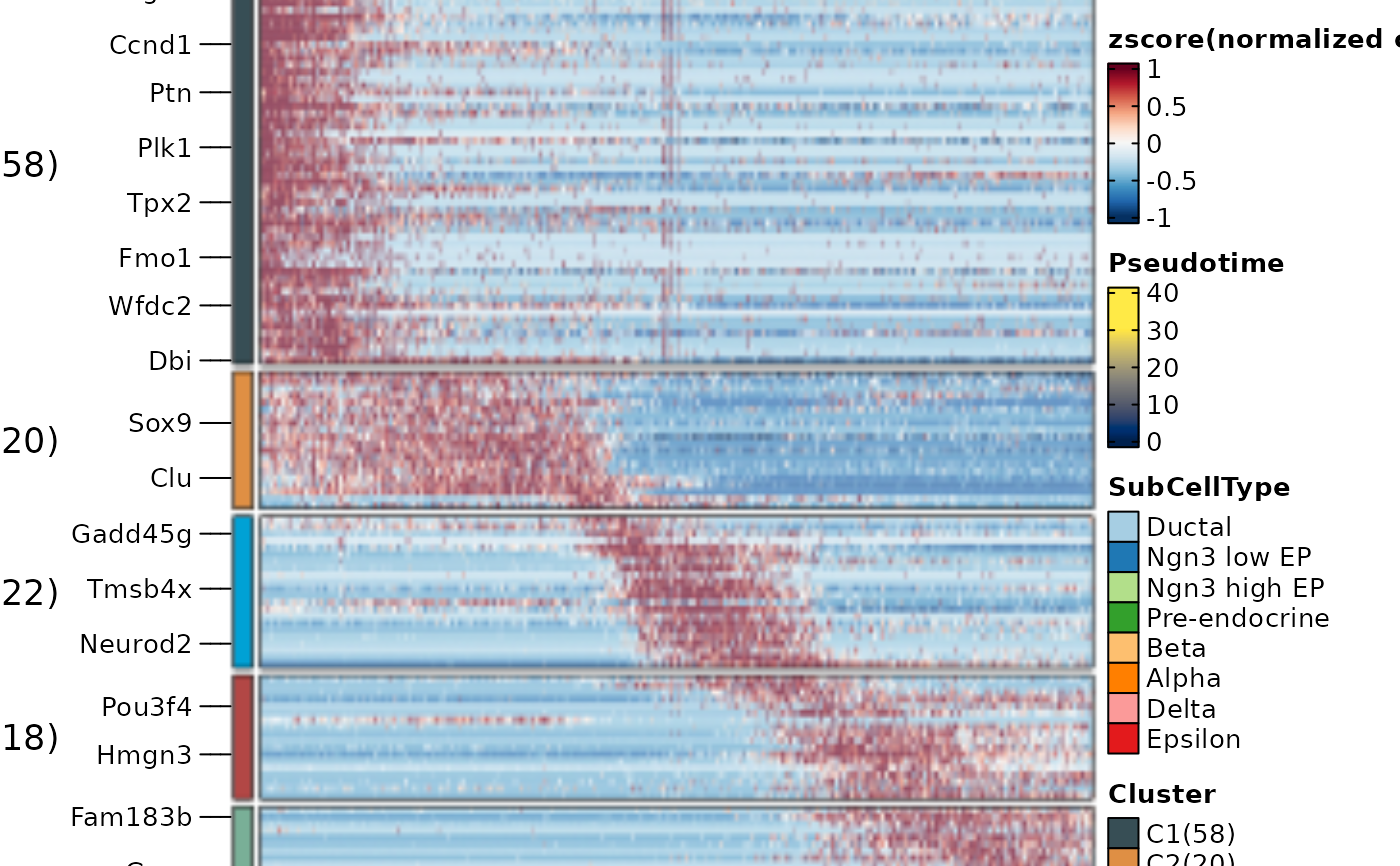 Ccnd1
Ptn
Plk1
58)
Tpx2
Fmo1
Wfdc2
Dbi
Sox9
20)
Clu
Gadd45g
Tmsb4x
22)
Neurod2
Pou3f4
18)
Hmgn3
Fam183b
zscore(normalized
1
0.5
0
-0.5
-1
Pseudotime
40
30
20
10
0
SubCellType
Ductal
Ngn3 low EP
Ngn3 high EP
Pre-endocrine
Beta
Alpha
Delta
Epsilon
Cluster
C1(58)
C2(20)